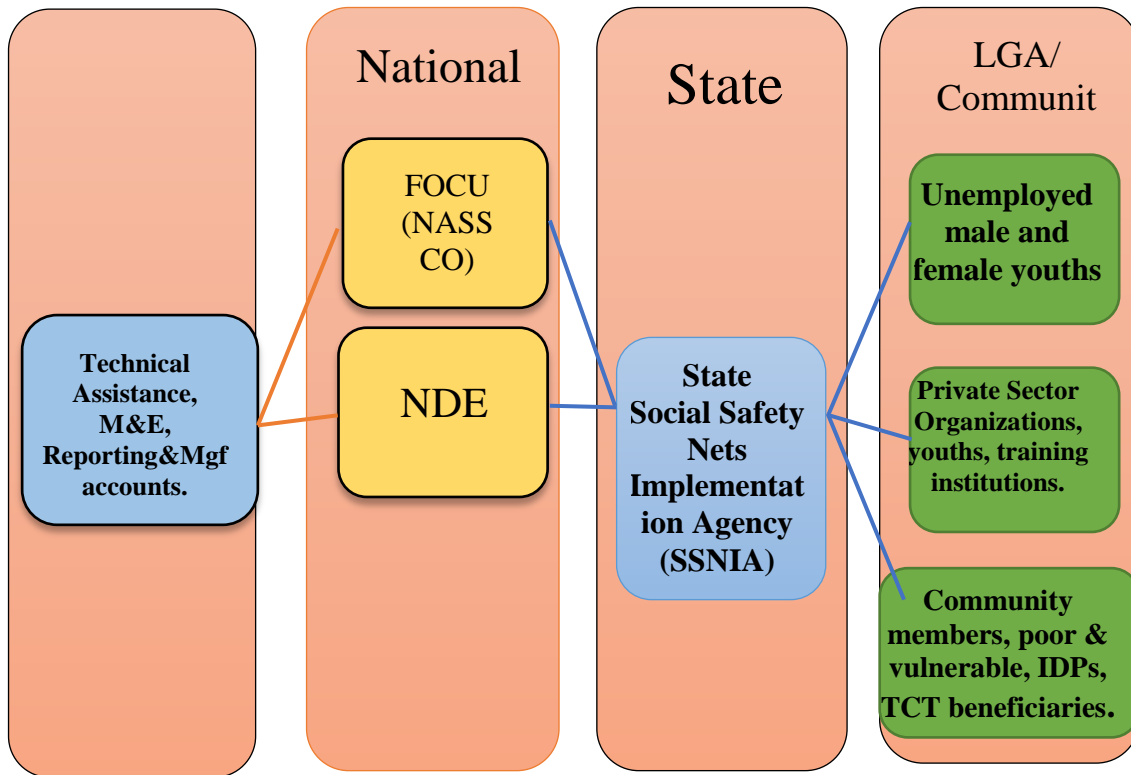 National
State
LGA/
Communit
FOCU
(NASS
CO)
NDE
Technical
Assistance,
M&E,
Reporting&Mgf
accounts.
State
Social Safety
Nets
Implementat
ion Agency
(SSNIA)
Unemployed
male and
female youths
Private Sector
Organizations,
youths, training
institutions.
Community
members, poor &
vulnerable, IDPs,
TCT beneficiaries.